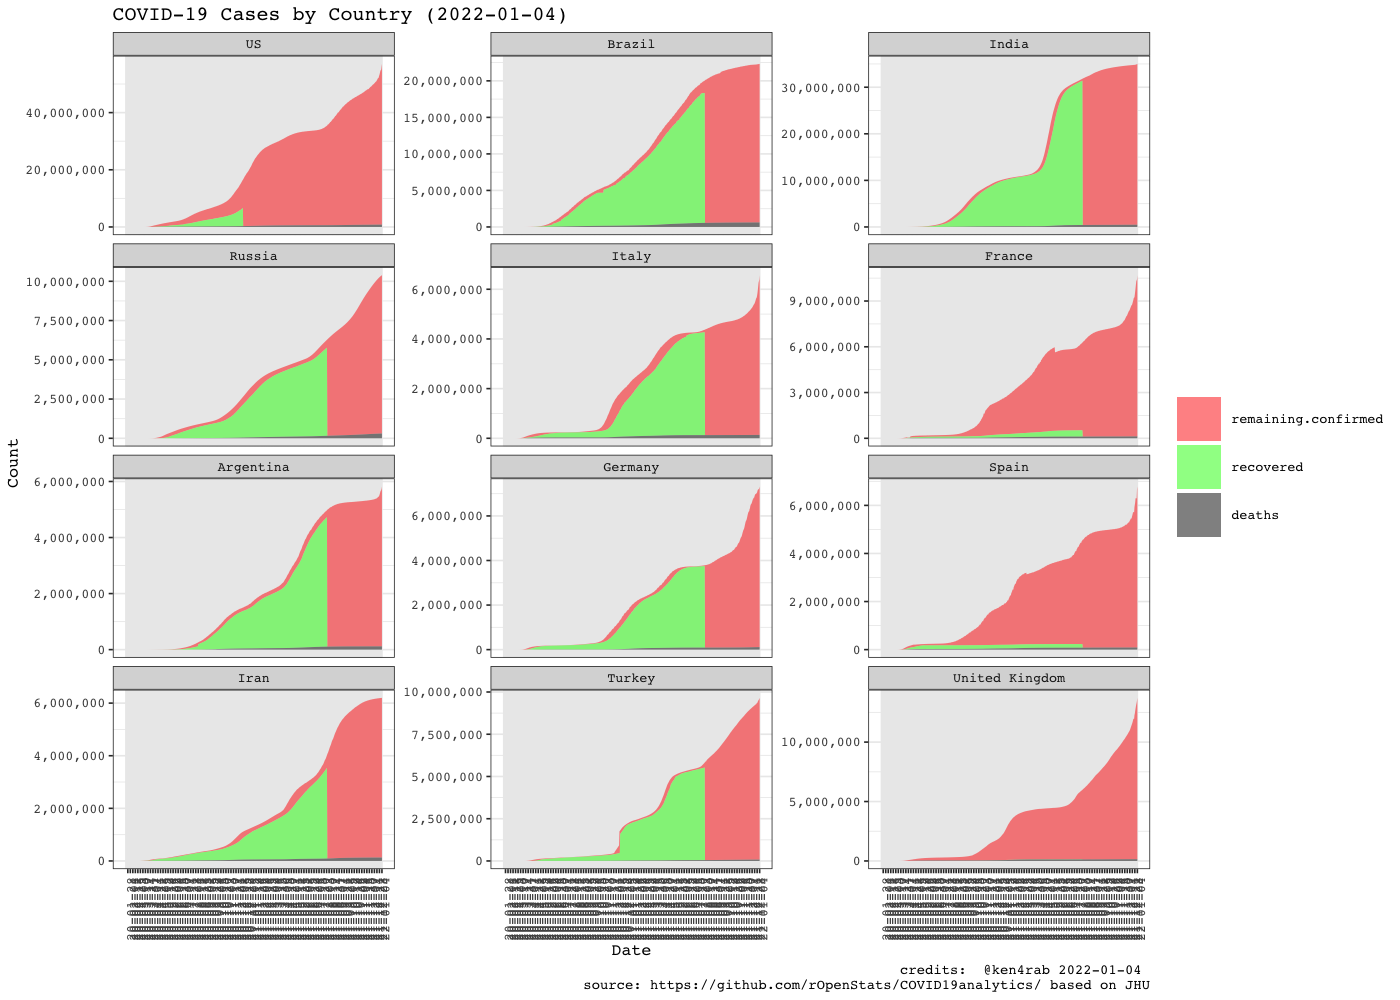 COVID-19 Cases by Country (2022-01-04)
US
Brazil
India
40,000,000
20,000,000
0
20,000,000
15,000,000
10,000,000
5,000,000
0
30,000,000
20,000,000
10,000,000
0
Russia
Italy
France
10,000,000
7,500,000
5,000,000
2,500,000
0
6,000,000
4,000,000
2,000,000
0
9,000,000
6,000,000
3,000,000
0
Argentina
Germany
Spain
6,000,000
4,000,000
2,000,000
0
6,000,000
4,000,000
2,000,000
0
6,000,000
4,000,000
2,000,000
0
Iran
Turkey
United Kingdom
6,000,000
4,000,000
2,000,000
0
10,000,000
7,500,000
5,000,000
2,500,000
0
10,000,000
5,000,000
0
Count
Date
remaining.confirmed
recovered
deaths
credits: @ken4rab 2022-01-04
source: https://github.com/rOpenStats/COVID19analytics/ based on JHU